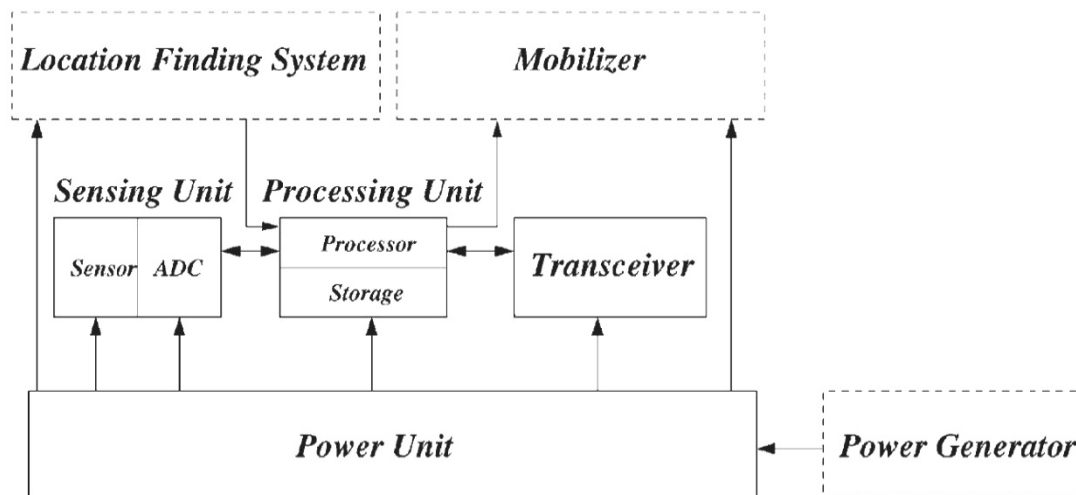 Location Finding System
Mobilizer
Sensing Unit
Processing Unit
Sensor
ADC
Processor
Storage
Transceiver
Power Unit
Power Generator